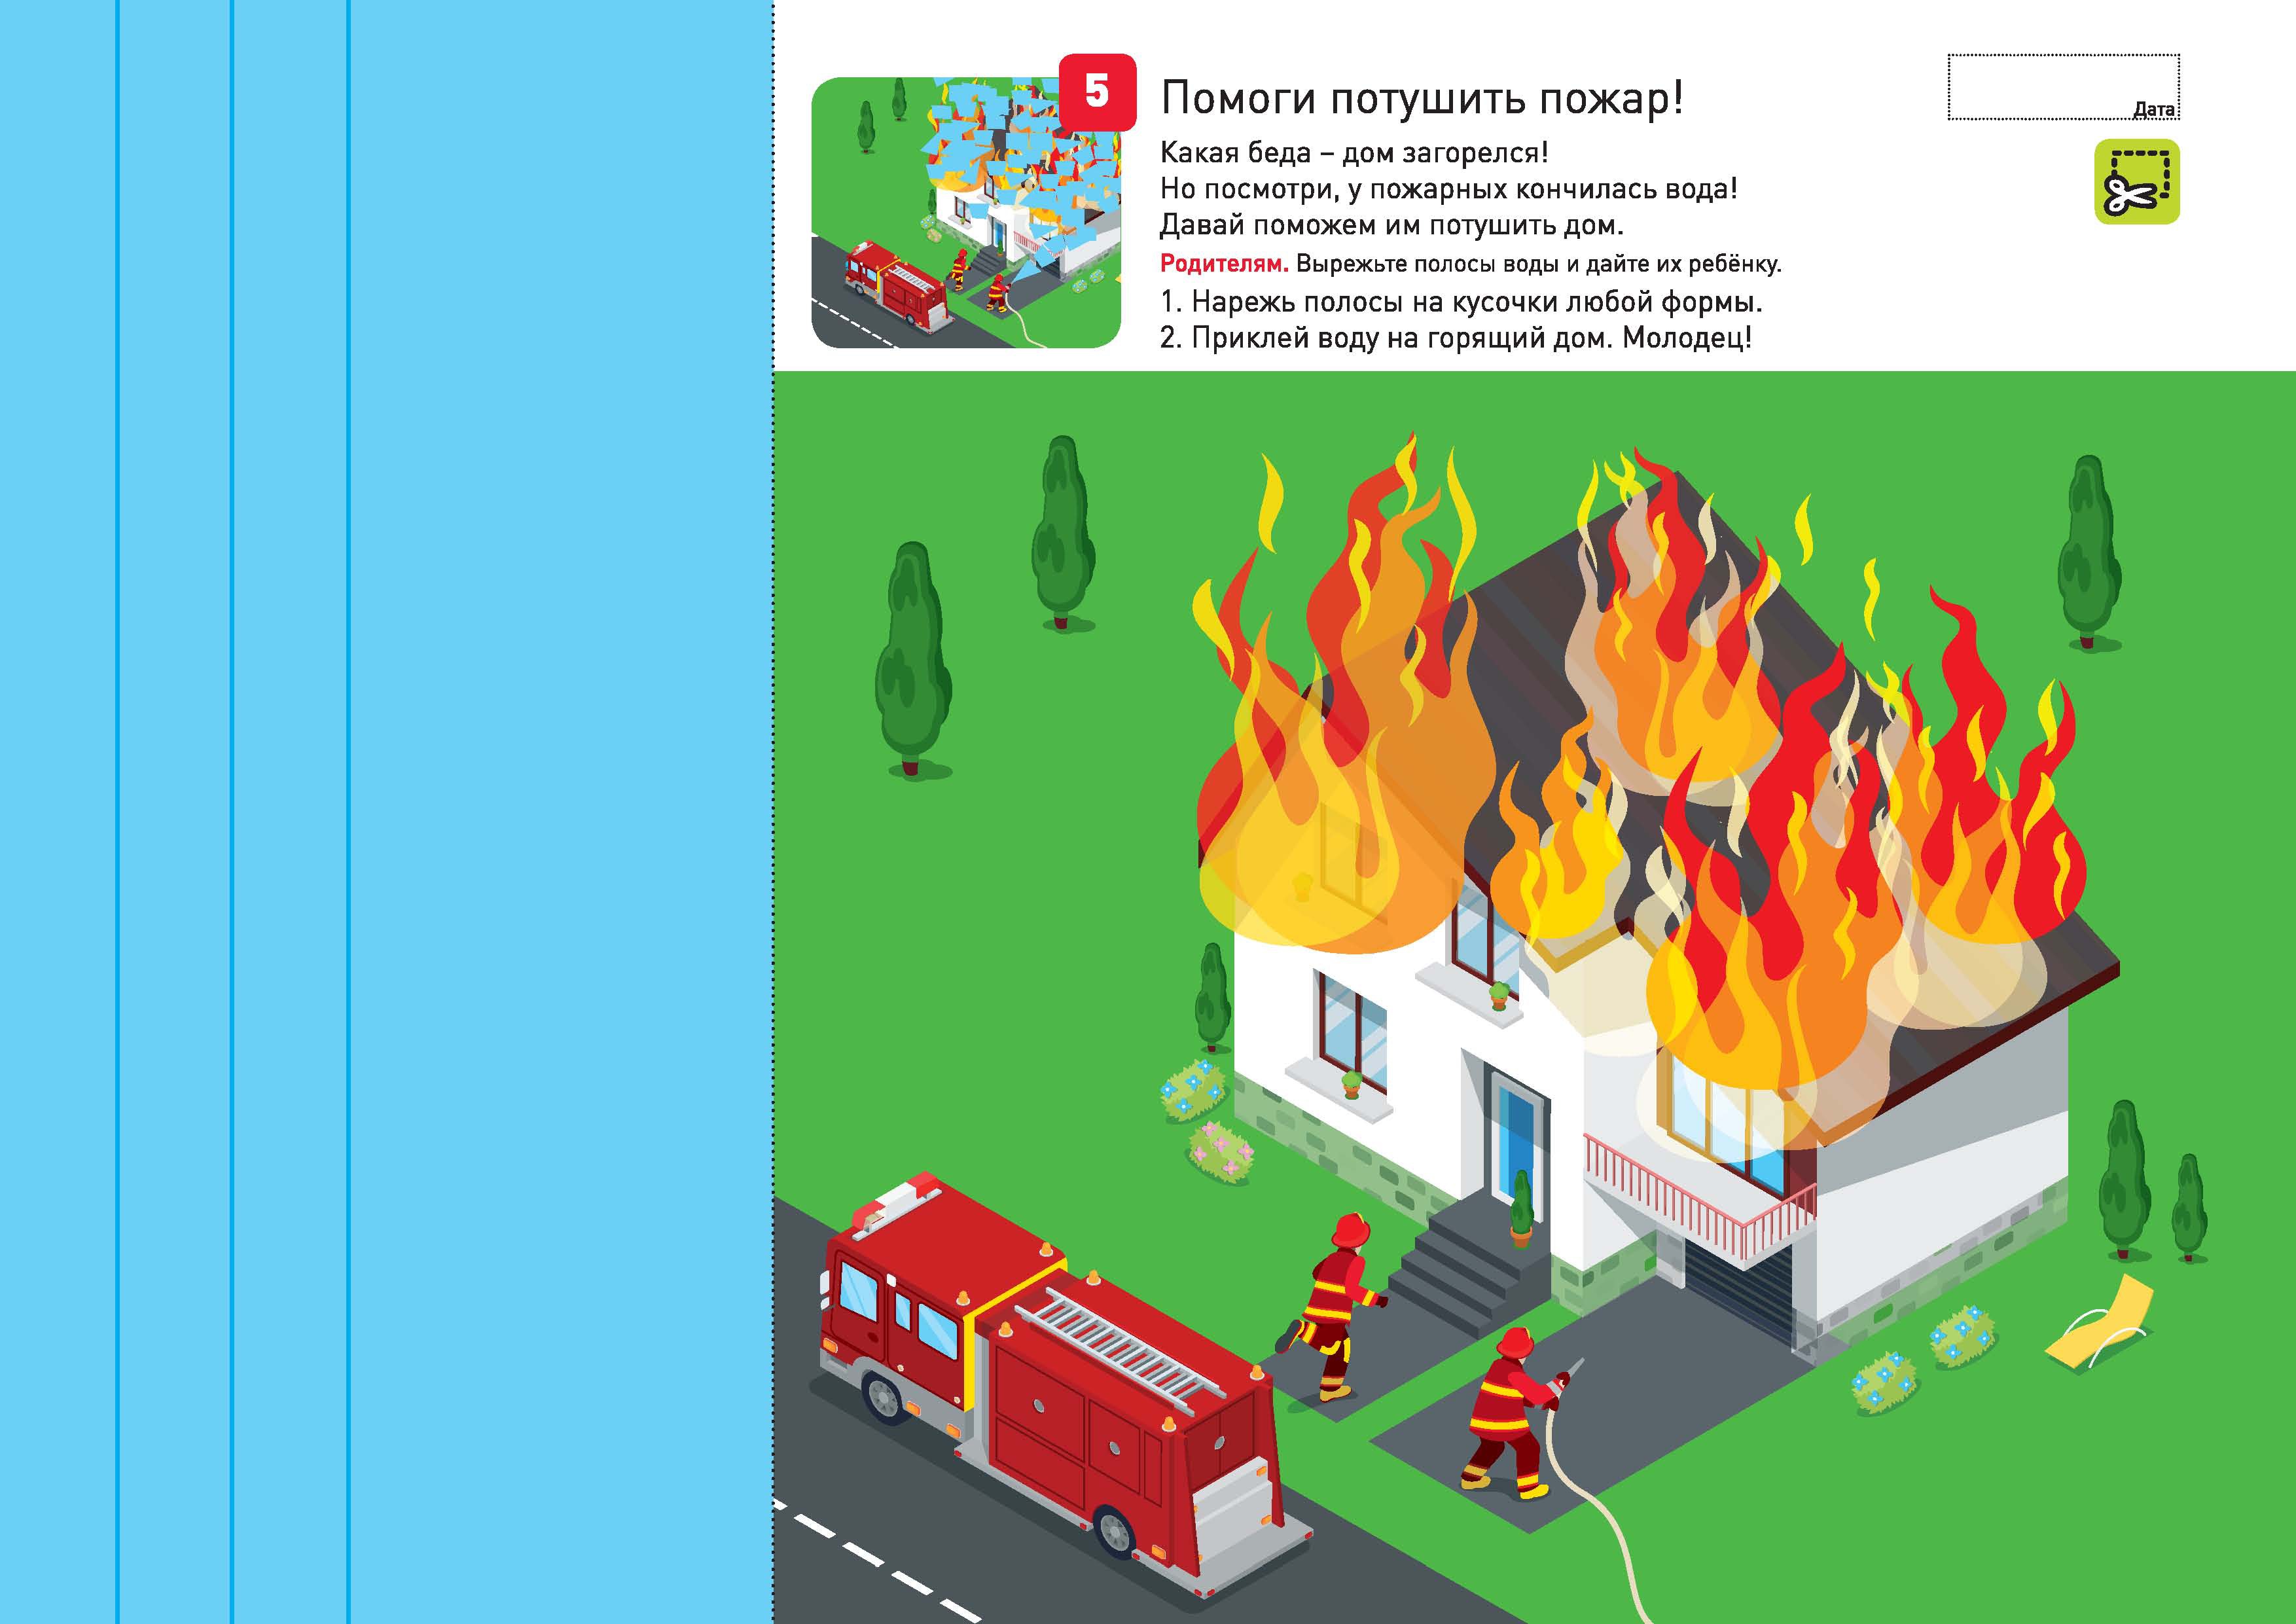 5
Помоги потушить пожар!
Дата
Какая беда – дом загорелся!
Но посмотри, у пожарных кончилась вода!
Давай поможем им потушить дом.
Родителям. Вырежьте полосы воды и дайте их ребёнку.
1. Нарежь полосы на кусочки любой формы.
2. Приклей воду на горящий дом. Молодец!